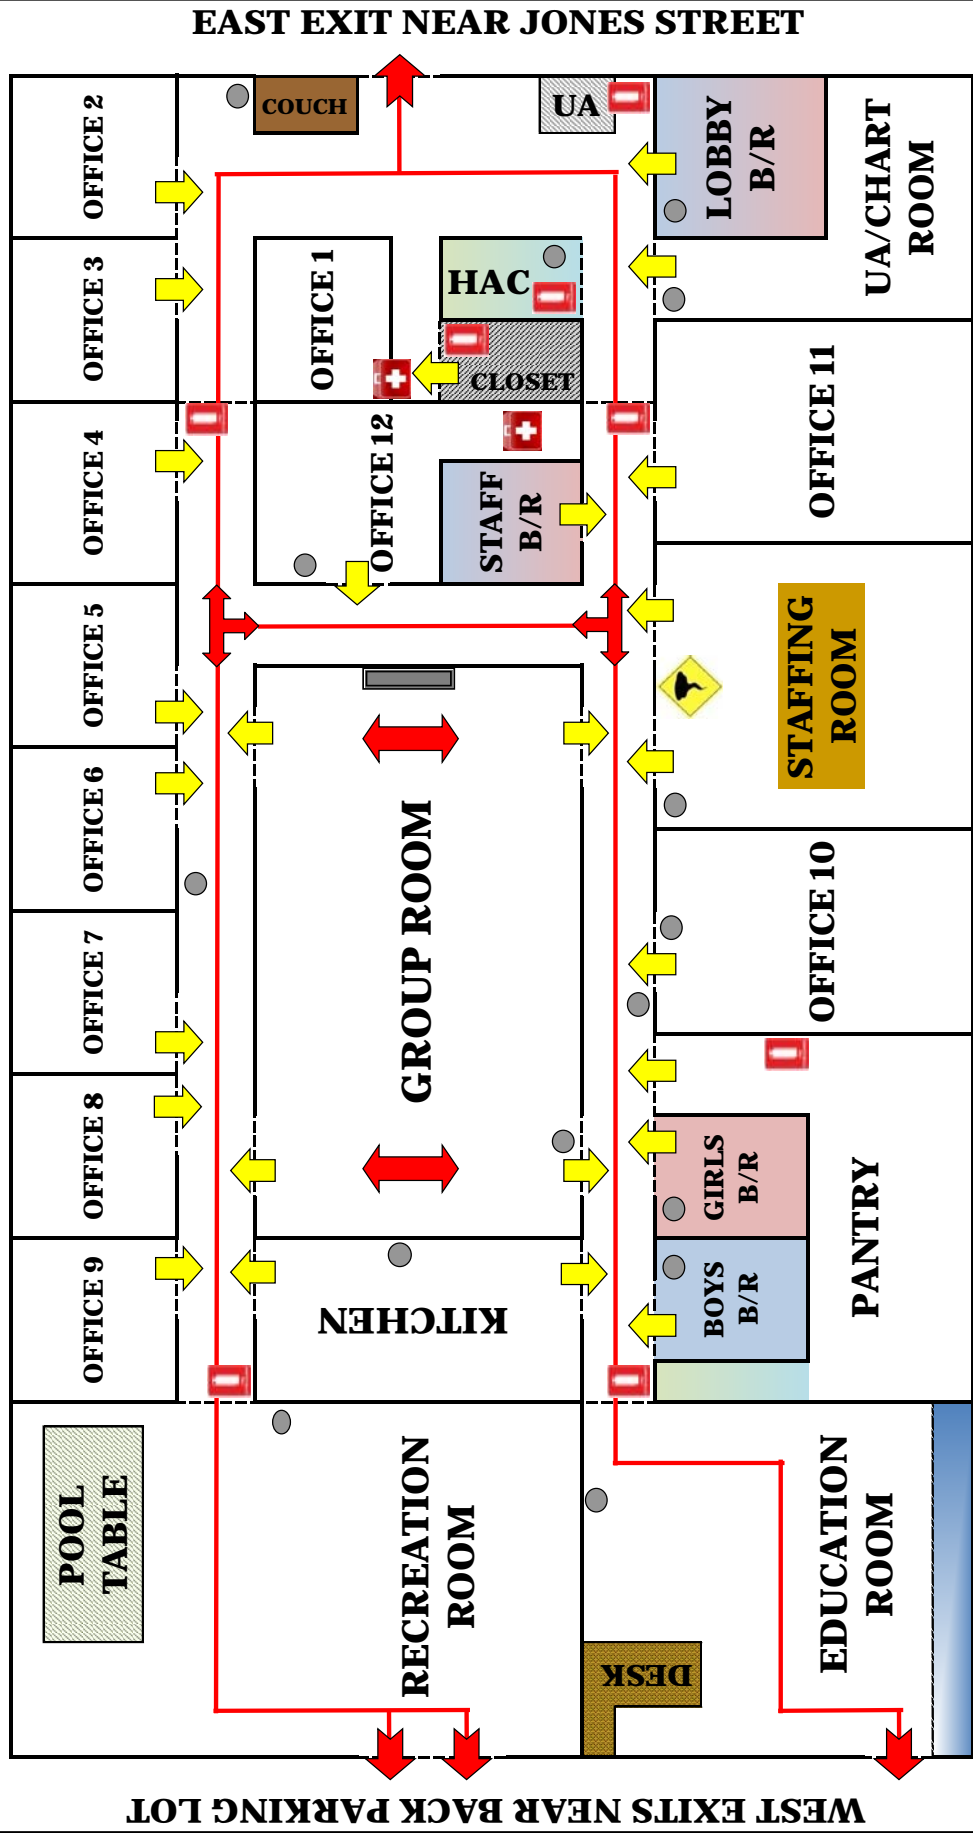 EAST EXIT NEAR JONES STREET
OFFICE 2
COUCH
UA
LOBBY
B/R
UA/CHART
ROOM
OFFICE 3
OFFICE 1
HAC
CLOSET
OFFICE 11
OFFICE 4
OFFICE 12
STAFF
B/R
OFFICE 5
STAFFING
ROOM
OFFICE 6
GROUP ROOM
OFFICE 10
OFFICE 7
OFFICE 8
GIRLS
B/R
PANTRY
OFFICE 9
KITCHEN
BOYS
B/R
POOL
TABLE
RECREATION
ROOM
EDUCATION
ROOM
DESK
WEST EXITS NEAR BACK PARKING LOT